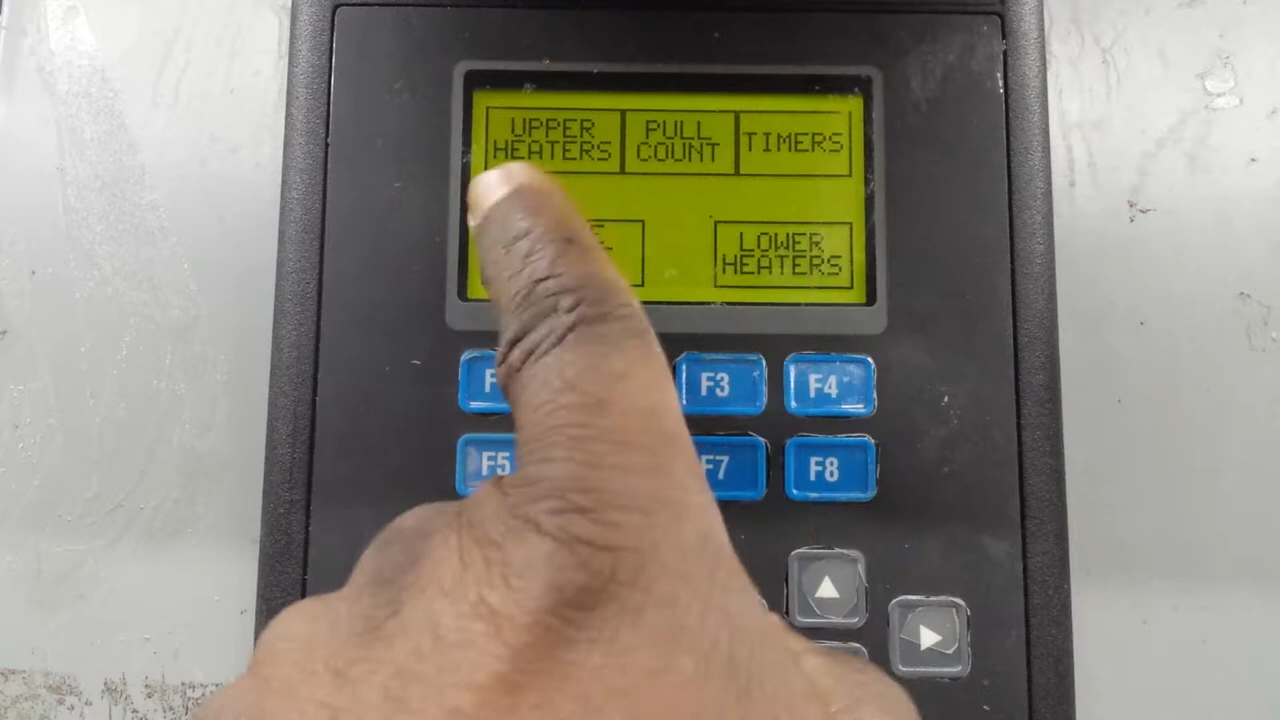 UPPER
HEATERS
PULL
COUNT
TIMERS
LOWER
HEATERS
F3
F4
F5
F7
F8